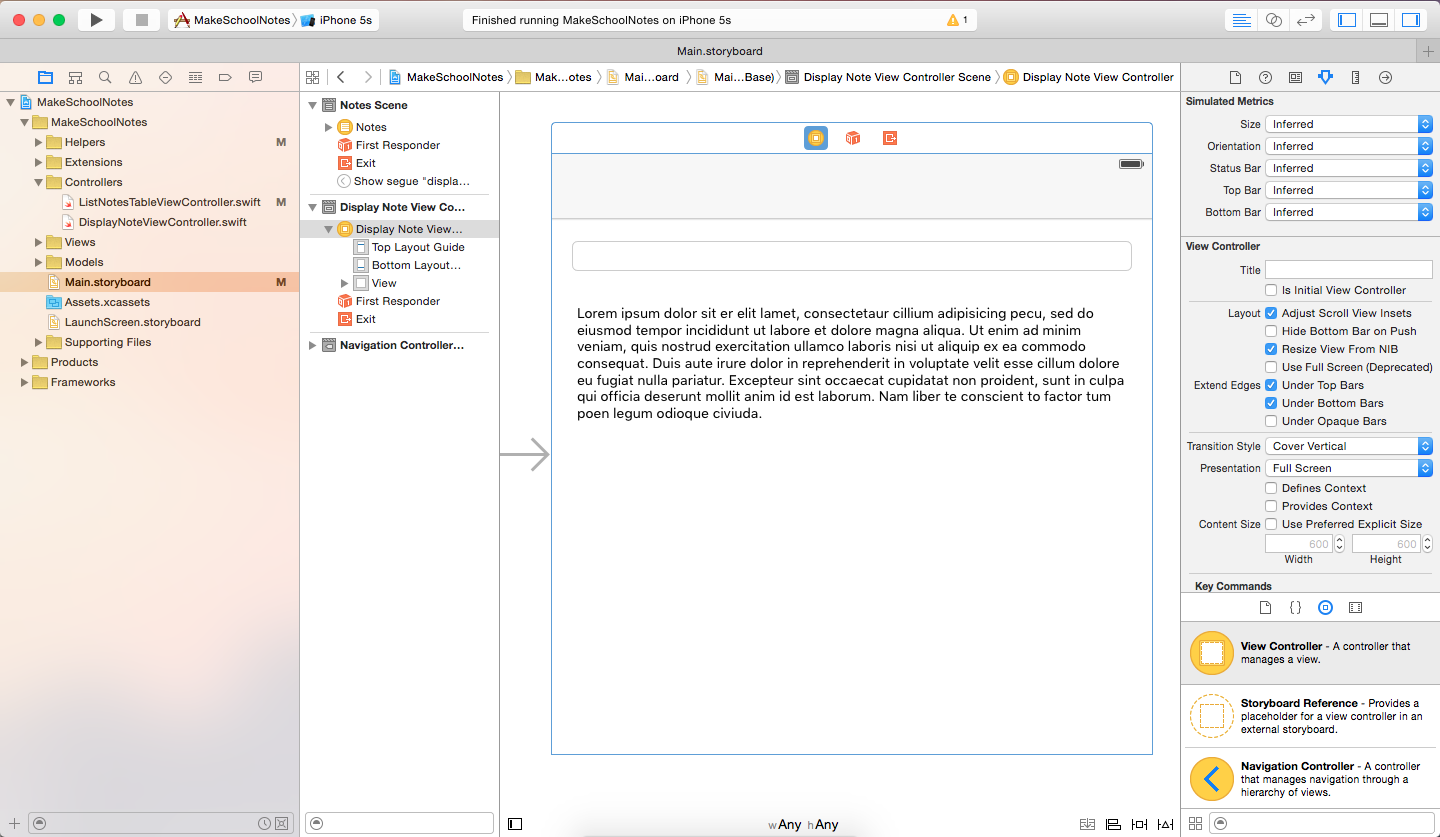 MakeSchoolNotes
iPhone 5s
Finished running MakeSchoolNotes on iPhone 5s
1
Main.storyboard
MakeSchoolNotes
Mak...otes
Mai...oard
Mai...Base)
Display Note View Controller Scene
Display Note View Controller
MakeSchoolNotes
MakeSchoolNotes
Helpers M
Extensions
Controllers
ListNotesTableViewController.swift M
DisplayNoteViewController.swift
Views
Models
Main.storyboard M
Assets.xcassets
LaunchScreen.storyboard
Supporting Files
Products
Frameworks
Notes Scene
Notes
First Responder
Exit
Show segue "displa...
Display Note View Co...
Display Note View...
Top Layout Guide
Bottom Layout...
View
First Responder
Exit
Navigation Controller...
Lorem ipsum dolor sit er elit lamet, consectetaur cillium adipisicing pecu, sed do
eiusmod tempor incididunt ut labore et dolore magna aliqua. Ut enim ad minim
veniam, quis nostrud exercitation ullamco laboris nisi ut aliquip ex ea commodo
consequat. Duis aute irure dolor in reprehenderit in voluptate velit esse cillum dolore
eu fugiat nulla pariatur. Excepteur sint occaecat cupidatat non proident, sunt in culpa
qui officia deserunt mollit anim id est laborum. Nam liber te conscient to factor tum
poen legum odioque civiuda.
wAny hAny
Simulated Metrics
Size Inferred
Orientation Inferred
Status Bar Inferred
Top Bar Inferred
Bottom Bar Inferred
View Controller
Title
Is Initial View Controller
Layout Adjust Scroll View Insets
Hide Bottom Bar on Push
Resize View From NIB
Use Full Screen (Deprecated)
Extend Edges Under Top Bars
Under Bottom Bars
Under Opaque Bars
Transition Style Cover Vertical
Presentation Full Screen
Defines Context
Provides Context
Content Size Use Preferred Explicit Size
600 600
Width Height
Key Commands
{}
View Controller - A controller that
manages a view.
Storyboard Reference - Provides a
placeholder for a view controller in an
external storyboard.
Navigation Controller - A controller
that manages navigation through a
hierarchy of views.